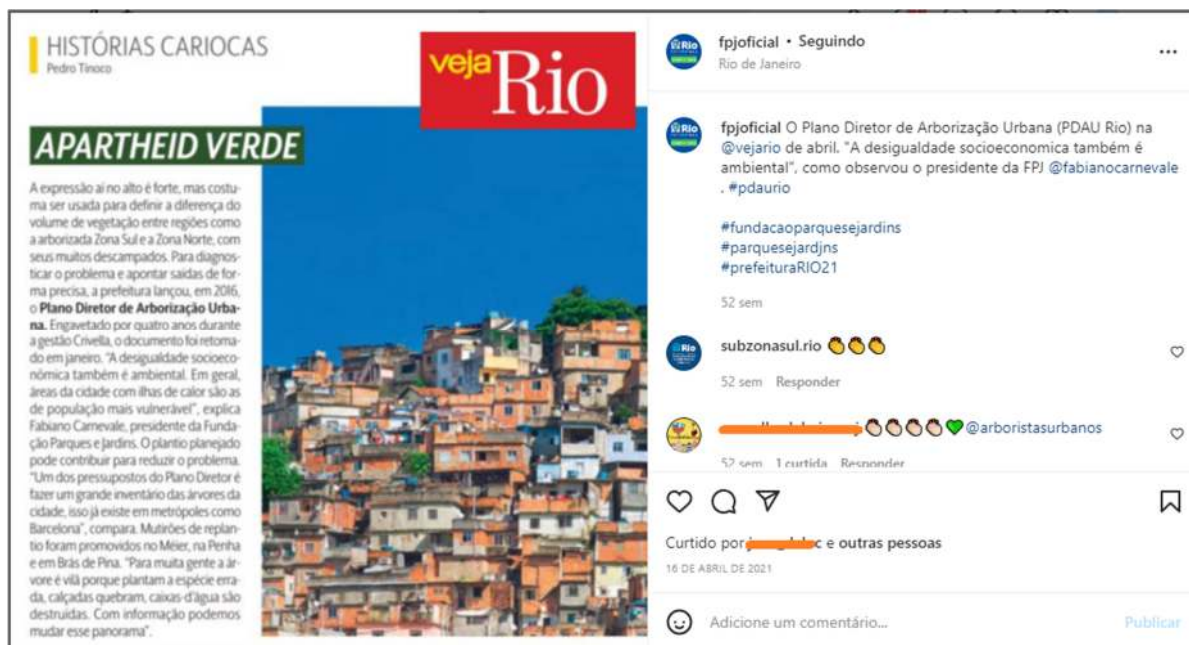 HISTÓRIAS CARIOCAS
Pedro Tinoco
veja Rio
APARTHEID VERDE
A expressão aí no alto é forte, mas costu-
ma ser usada para definir a diferença do
volume de vegetação entre regiões como
a arborizada Zona Sul e a Zona Norte, com
seus muitos descampados. Para diagnos-
ticar o problema e apontar saídas de for-
ma precisa, a prefeitura lançou, em 2016,
o Plano Diretor de Arborização Urba-
na. Engavetado por quatro anos durante
a gestão Crivella, o documento foi retoma-
do em janeiro. "A desigualdade socioeco-
nômica também é ambiental. Em geral,
áreas da cidade com ilhas de calor são as
de população mais vulnerável", explica
Fabiano Carnevale, presidente da Funda-
ção Parques e Jardins. O plantio planejado
pode contribuir para reduzir o problema.
"Um dos pressupostos do Plano Diretor é
fazer um grande inventário das árvores da
cidade, isso já existe em metrópoles como
Barcelona", compara. Mutirões de replan-
tio foram promovidos no Méier, na Penha
e em Brás de Pina. "Para muita gente a ár-
vore é vilã porque plantam a espécie erra-
da, calçadas quebram, caixas-d'água são
destruídas. Com informação podemos
mudar esse panorama".
fpjoficial • Seguindo
Rio de Janeiro
fpjoficial O Plano Diretor de Arborização Urbana (PDAU Rio) na
@vejario de abril. "A desigualdade socioeconomica também é
ambiental", como observou o presidente da FPJ @fabianocarnevale
. #pdaurio
#fundacaoparquesejardins
#parquesejardjns
#prefeituraRIO21
52 sem
subzonasul.rio 👏👏👏
52 sem Responder
👏👏👏👏💚@arboristasurbanos
52 sem 1 curtida Responder
Curtido por e outras pessoas
16 DE ABRIL DE 2021
Adicione um comentário... Publicar